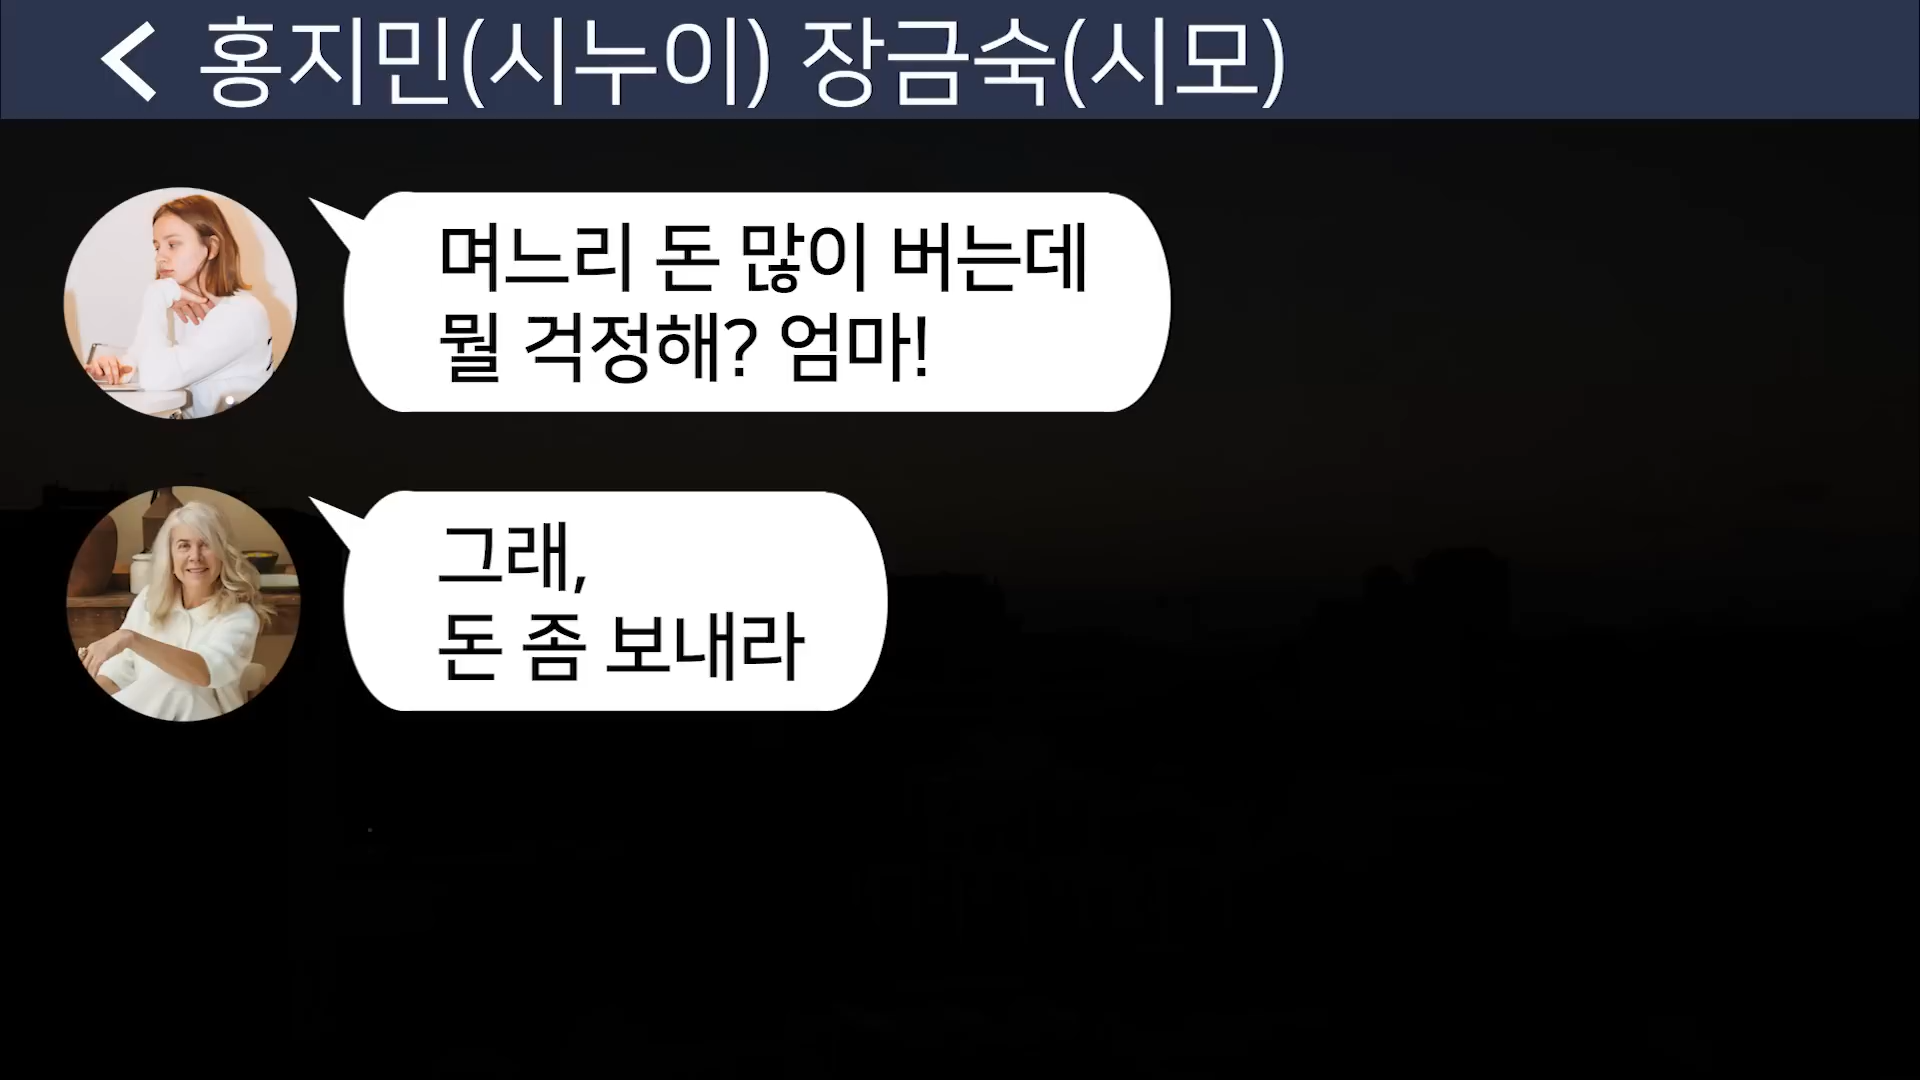 홍지민(시누이) 장금숙(시모)
며느리 돈 많이 버는데
뭘 걱정해? 엄마!
그래,
돈 좀 보내라